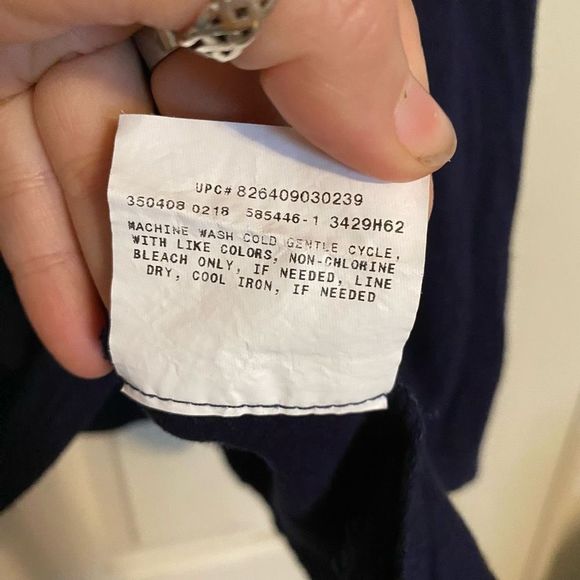 UPC# 826409030239
350408 0218 585446-1 3429H62
MACHINE WASH COLD GENTLE CYCLE,
WITH LIKE COLORS, NON-CHLORINE
BLEACH ONLY, IF NEEDED, LINE
DRY, COOL IRON, IF NEEDED